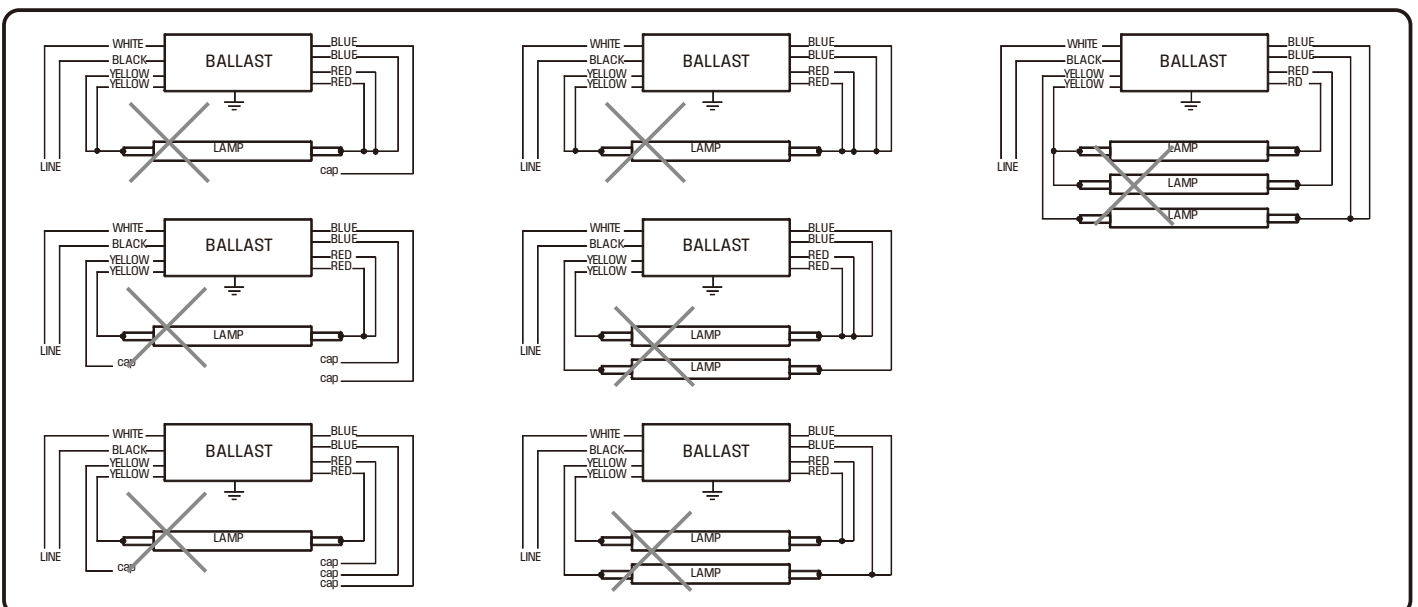 WHITE
BLACK
YELLOW
YELLOW
BALLAST
BLUE
BLUE
RED
RED
LAMP
LINE
cap
WHITE
BLACK
YELLOW
YELLOW
BALLAST
BLUE
BLUE
RED
RED
LAMP
LINE
WHITE
BLACK
YELLOW
YELLOW
BALLAST
BLUE
BLUE
RED
RD
LAMP
LAMP
LAMP
LINE
WHITE
BLACK
YELLOW
YELLOW
BALLAST
BLUE
BLUE
RED
RED
LAMP
LINE
cap
cap
cap
WHITE
BLACK
YELLOW
YELLOW
BALLAST
BLUE
BLUE
RED
RED
LAMP
LAMP
LINE
WHITE
BLACK
YELLOW
YELLOW
BALLAST
BLUE
BLUE
RED
RED
LAMP
LINE
cap
cap
cap
cap
WHITE
BLACK
YELLOW
YELLOW
BALLAST
BLUE
BLUE
RED
RED
LAMP
LAMP
LINE